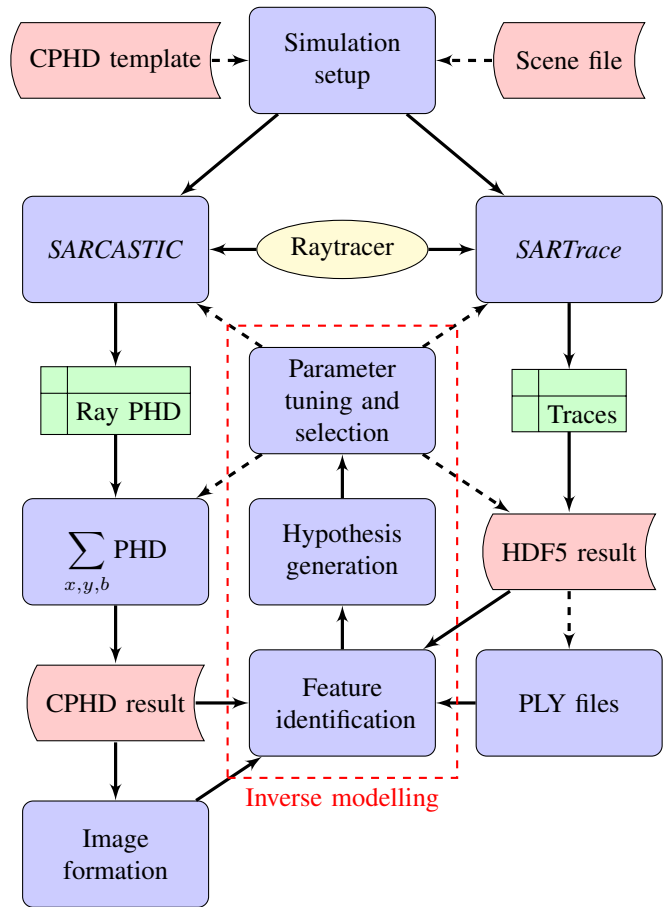 CPHD template
Simulation
setup
Scene file
SARCASTIC
Raytracer
SARTrace
Parameter
tuning and
selection
Ray PHD
Traces
∑ PHD
x,y,b
Hypothesis
generation
HDF5 result
CPHD result
Feature
identification
PLY files
Inverse modelling
Image
formation